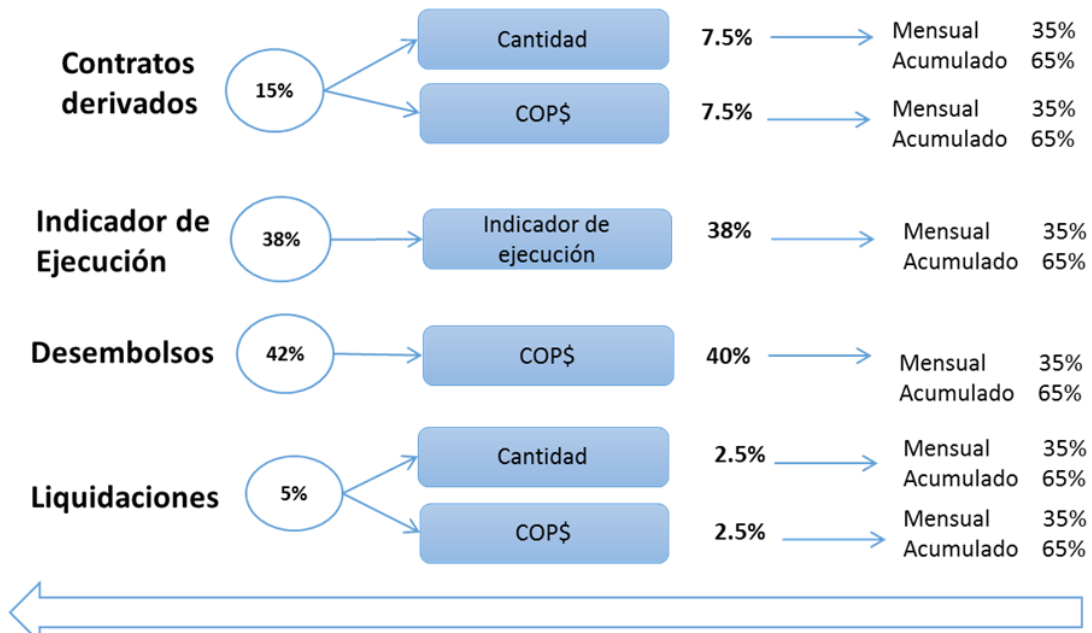 Contratos
derivados
15%
Cantidad
7.5%
Mensual 35%
Acumulado 65%
COP$
7.5%
Mensual 35%
Acumulado 65%
Indicador de
Ejecución
38%
Indicador de
ejecución
38%
Mensual 35%
Acumulado 65%
Desembolsos
42%
COP$
40%
Mensual 35%
Acumulado 65%
Liquidaciones
5%
Cantidad
2.5%
Mensual 35%
Acumulado 65%
COP$
2.5%
Mensual 35%
Acumulado 65%